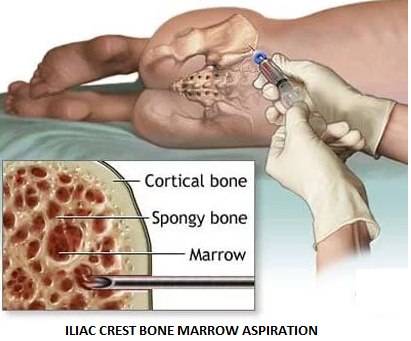 Cortical bone
Spongy bone
Marrow
ILIAC CREST BONE MARROW ASPIRATION